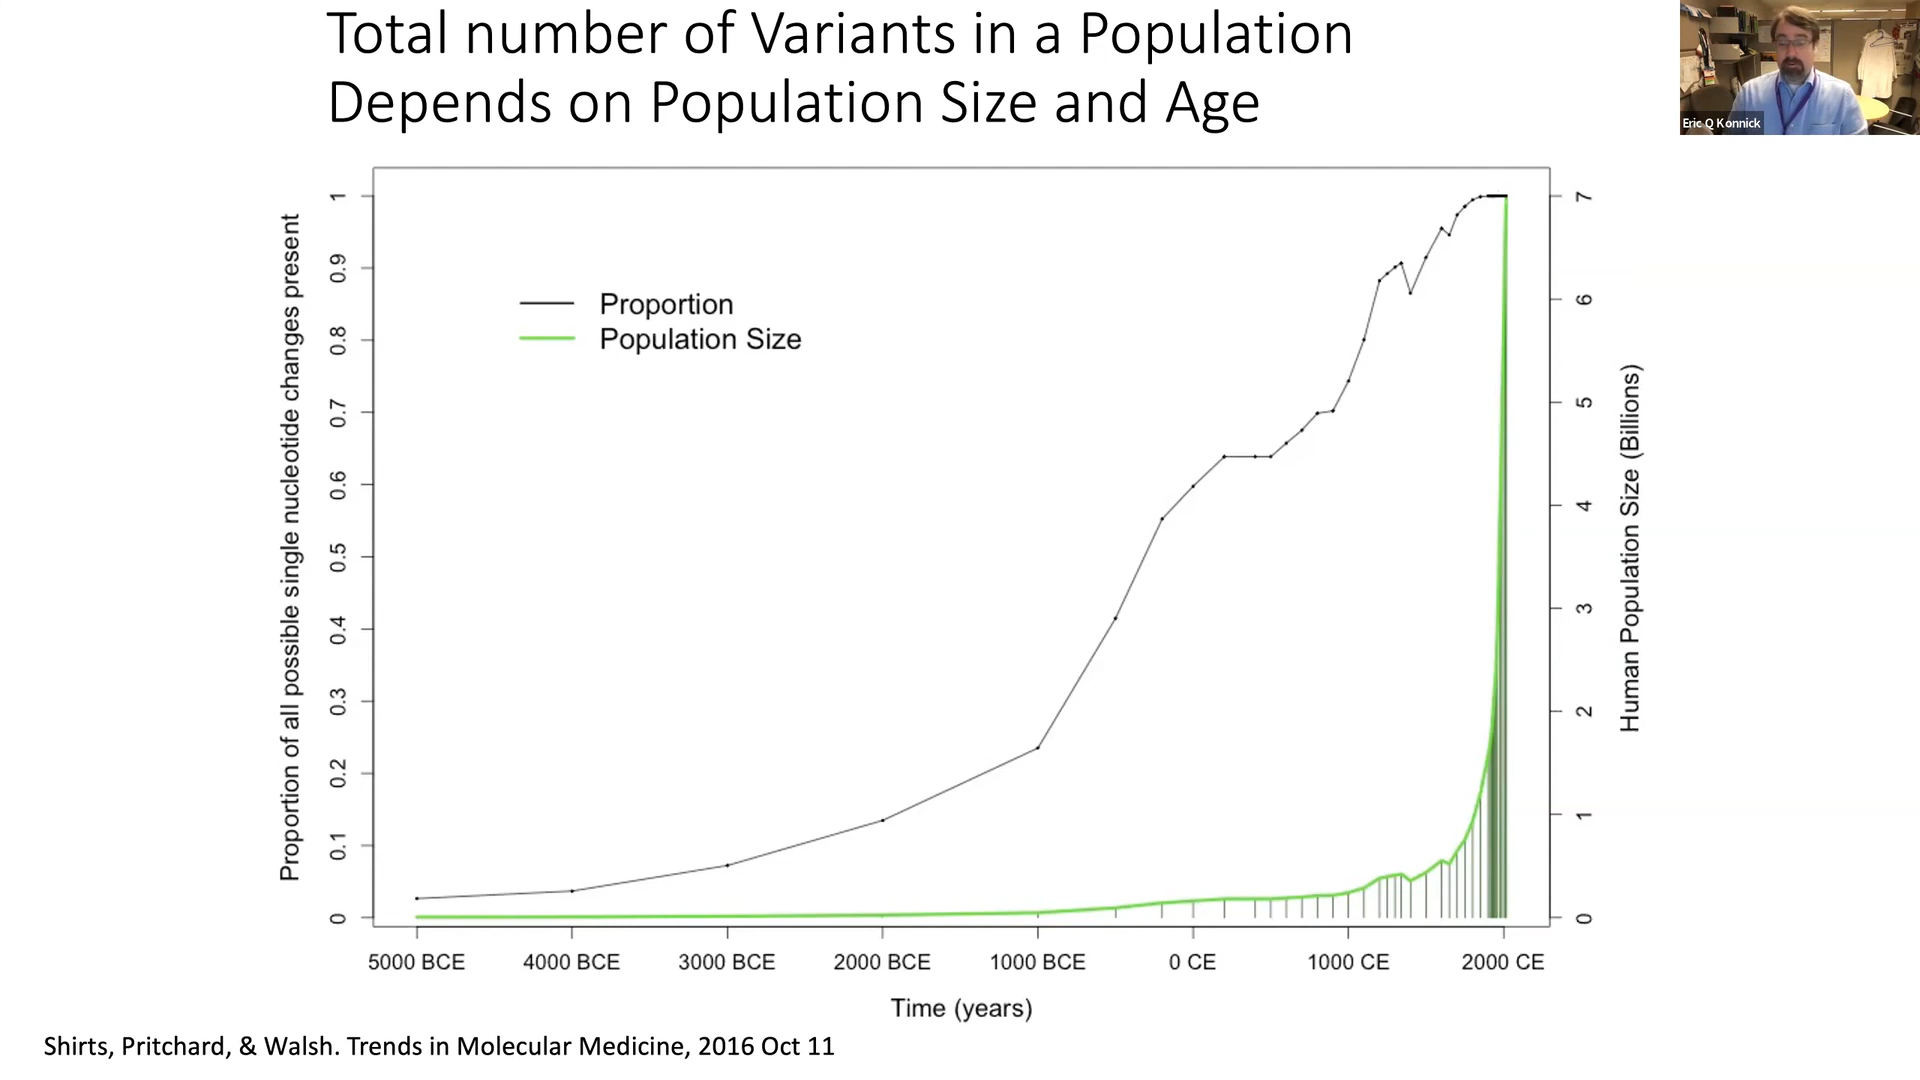 Total number of Variants in a Population
Depends on Population Size and Age
Eric Q Konnick
Proportion of all possible single nucleotide changes present
1
0.9
0.8
0.7
0.6
0.5
0.4
0.3
0.2
0.1
0
Proportion
Population Size
7
6
5
4
3
2
1
0
Human Population Size (Billions)
5000 BCE
4000 BCE
3000 BCE
2000 BCE
1000 BCE
0 CE
1000 CE
2000 CE
Time (years)
Shirts, Pritchard, & Walsh. Trends in Molecular Medicine, 2016 Oct 11